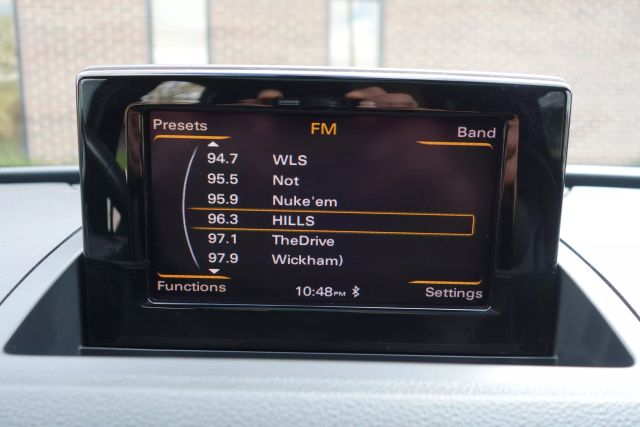 Presets FM Band
94.7 WLS
95.5 Not
95.9 Nuke'em
96.3 HILLS
97.1 TheDrive
97.9 Wickham)
Functions 10:48PM Settings